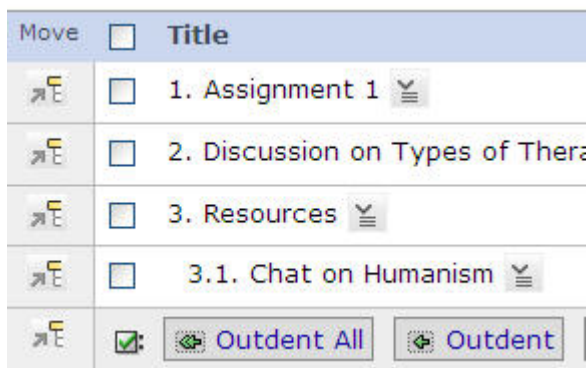 Move Title
1. Assignment 1
2. Discussion on Types of
3. Resources
3.1. Chat on Humanism
: Outdent All Outdent